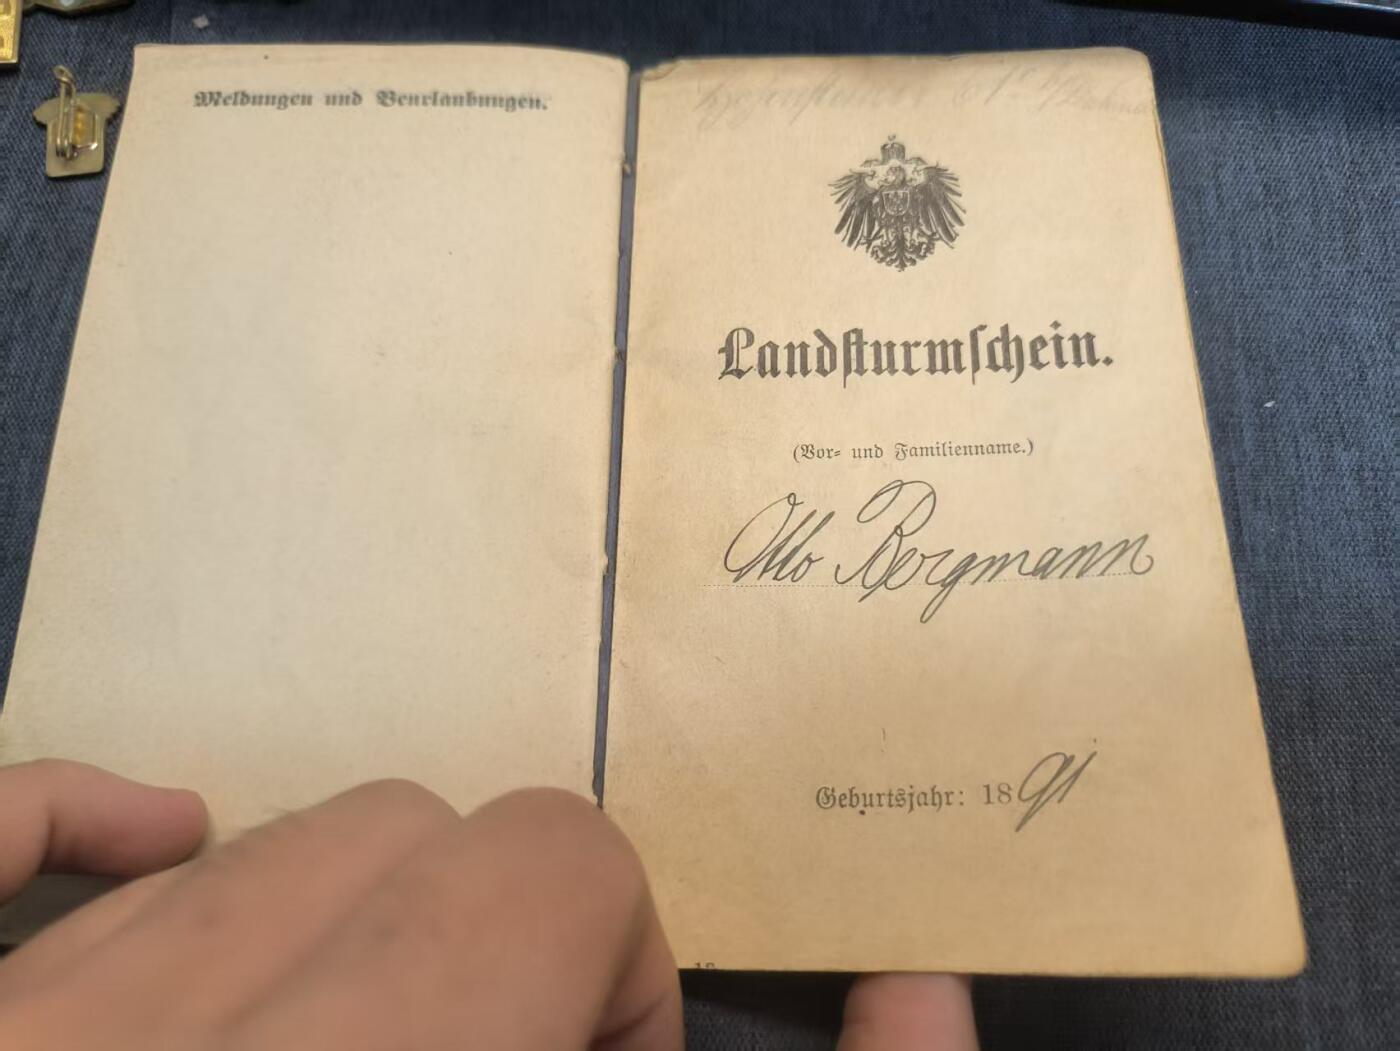 Meldungen und Beurlaubungen.
Landsturmschein.
(Vor- und Familienname.)
Otto Bergmann
Geburtsjahr: 1891